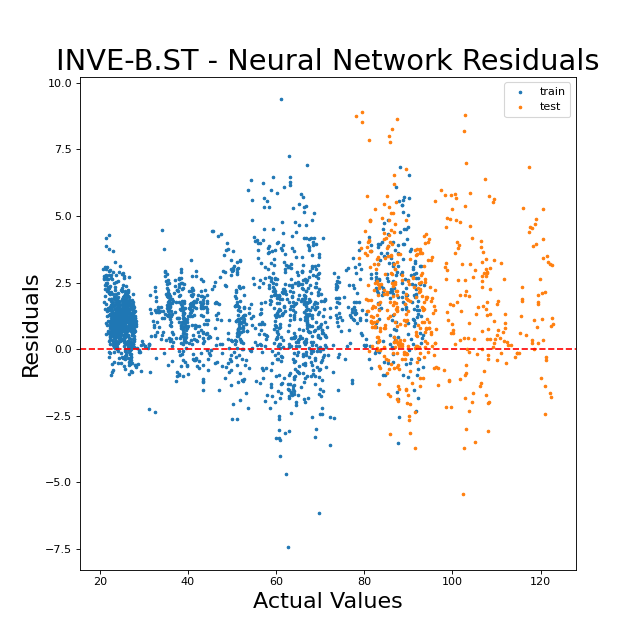 INVE-B.ST - Neural Network Residuals
train
test
10.0
7.5
5.0
2.5
0.0
−2.5
−5.0
−7.5
Residuals
20 40 60 80 100 120
Actual Values